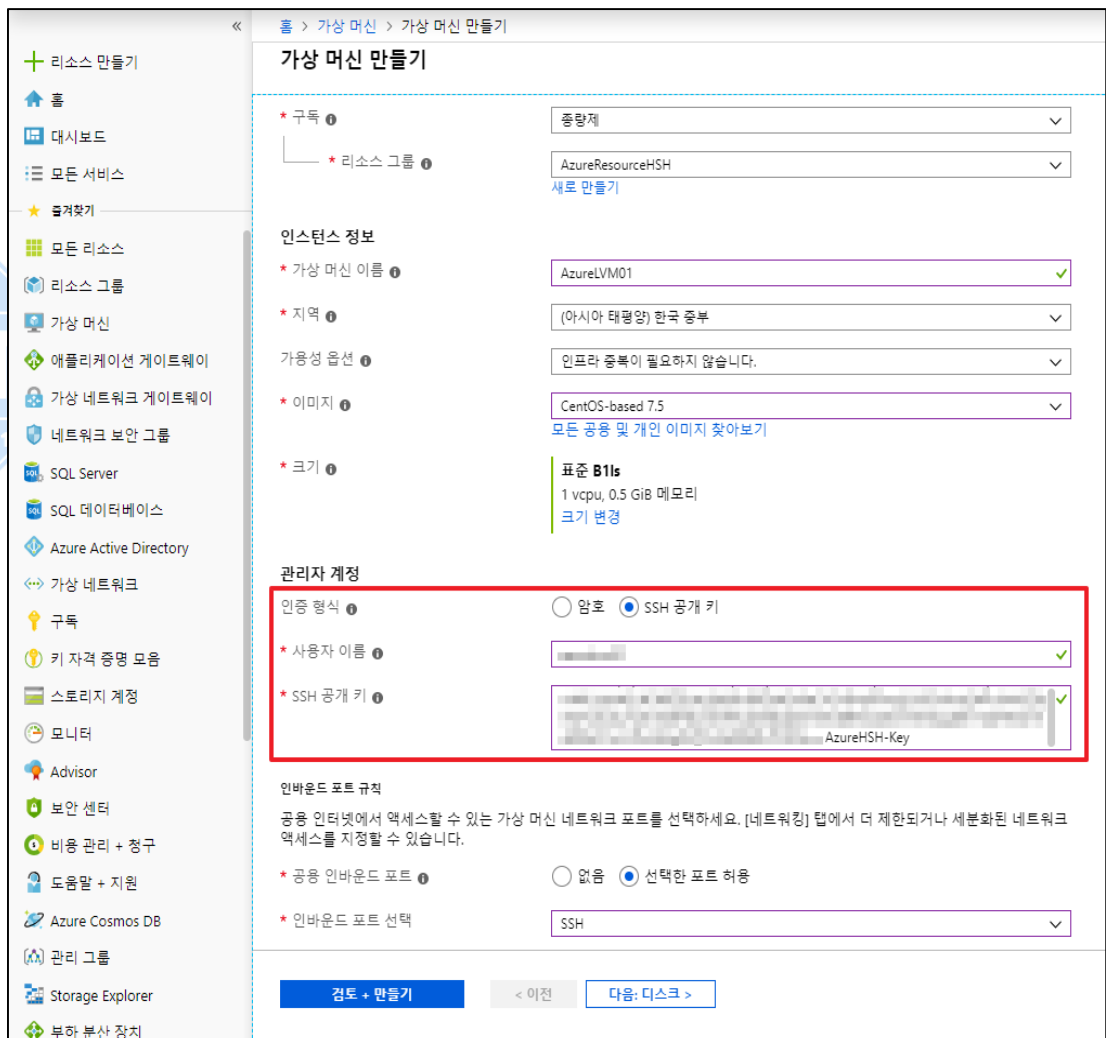 «
리소스 만들기
홈
대시보드
모든 서비스
즐겨찾기
모든 리소스
리소스 그룹
가상 머신
애플리케이션 게이트웨이
가상 네트워크 게이트웨이
네트워크 보안 그룹
SQL Server
SQL 데이터베이스
Azure Active Directory
가상 네트워크
구독
키 자격 증명 모음
스토리지 계정
모니터
Advisor
보안 센터
비용 관리 + 청구
도움말 + 지원
Azure Cosmos DB
관리 그룹
Storage Explorer
부하 분산 장치
홈 > 가상 머신 > 가상 머신 만들기
가상 머신 만들기
* 구독 종량제
* 리소스 그룹 AzureResourceHSH
새로 만들기
인스턴스 정보
* 가상 머신 이름 AzureLVM01
* 지역 (아시아 태평양) 한국 중부
가용성 옵션 인프라 중복이 필요하지 않습니다.
* 이미지 CentOS-based 7.5
모든 공용 및 개인 이미지 찾아보기
* 크기 표준 B1ls
1 vcpu, 0.5 GiB 메모리
크기 변경
관리자 계정
인증 형식 암호 SSH 공개 키
* 사용자 이름
* SSH 공개 키
AzureHSH-Key
인바운드 포트 규칙
공용 인터넷에서 액세스할 수 있는 가상 머신 네트워크 포트를 선택하세요. [네트워킹] 탭에서 더 제한되거나 세분화된 네트워크
액세스를 지정할 수 있습니다.
* 공용 인바운드 포트 없음 선택한 포트 허용
* 인바운드 포트 선택 SSH
검토 + 만들기 < 이전 다음: 디스크 >